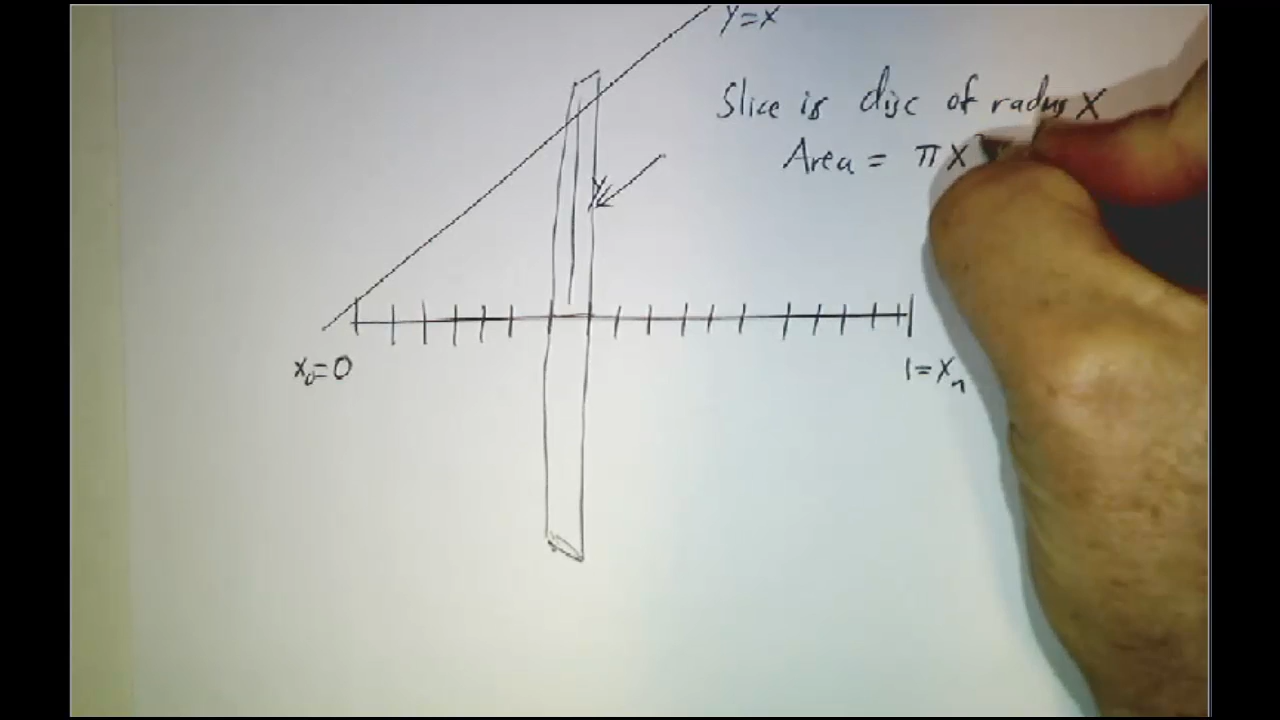 y=x
Slice is disc of radius x
Area = πx
x₀=0
1=xₙ